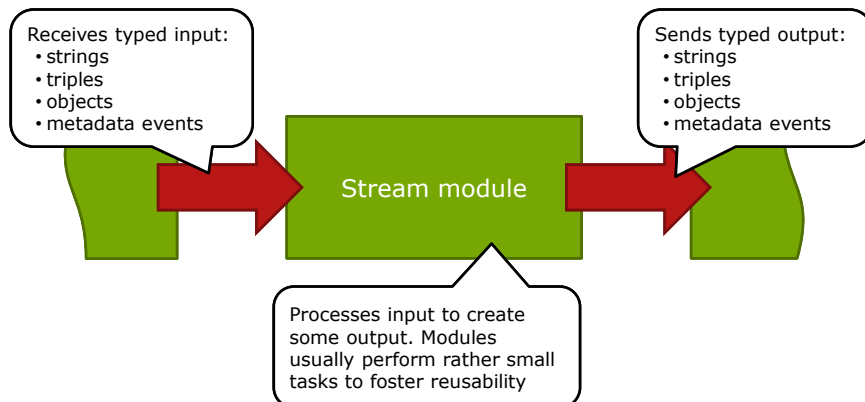 Receives typed input:
• strings
• triples
• objects
• metadata events
Sends typed output:
• strings
• triples
• objects
• metadata events
Stream module
Processes input to create
some output. Modules
usually perform rather small
tasks to foster reusability